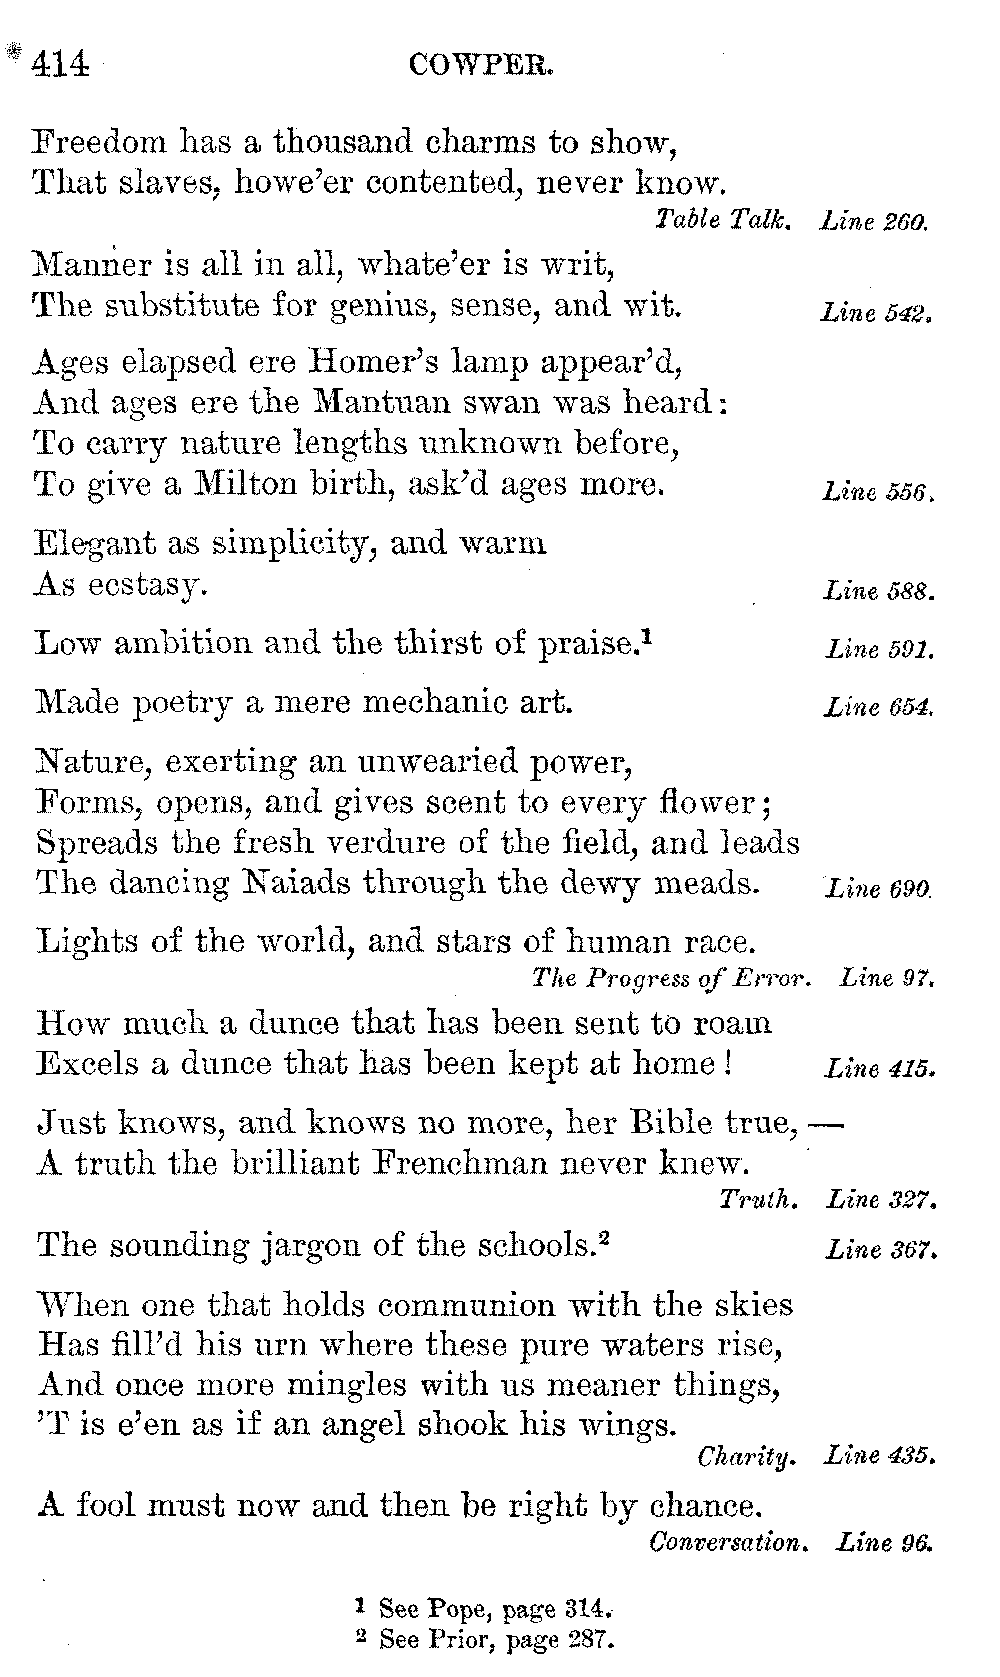 414 COWPER.
Freedom has a thousand charms to show,
That slaves, howe'er contented, never know.
Table Talk. Line 260.
Manner is all in all, whate'er is writ,
The substitute for genius, sense, and wit. Line 542.
Ages elapsed ere Homer's lamp appear'd,
And ages ere the Mantuan swan was heard:
To carry nature lengths unknown before,
To give a Milton birth, ask'd ages more. Line 556.
Elegant as simplicity, and warm
As ecstasy. Line 588.
Low ambition and the thirst of praise.¹ Line 591.
Made poetry a mere mechanic art. Line 654.
Nature, exerting an unwearied power,
Forms, opens, and gives scent to every flower;
Spreads the fresh verdure of the field, and leads
The dancing Naiads through the dewy meads. Line 690.
Lights of the world, and stars of human race.
The Progress of Error. Line 97.
How much a dunce that has been sent to roam
Excels a dunce that has been kept at home! Line 415.
Just knows, and knows no more, her Bible true, —
A truth the brilliant Frenchman never knew.
Truth. Line 327.
The sounding jargon of the schools.² Line 367.
When one that holds communion with the skies
Has fill'd his urn where these pure waters rise,
And once more mingles with us meaner things,
'T is e'en as if an angel shook his wings.
Charity. Line 435.
A fool must now and then be right by chance.
Conversation. Line 96.
¹ See Pope, page 314.
² See Prior, page 287.